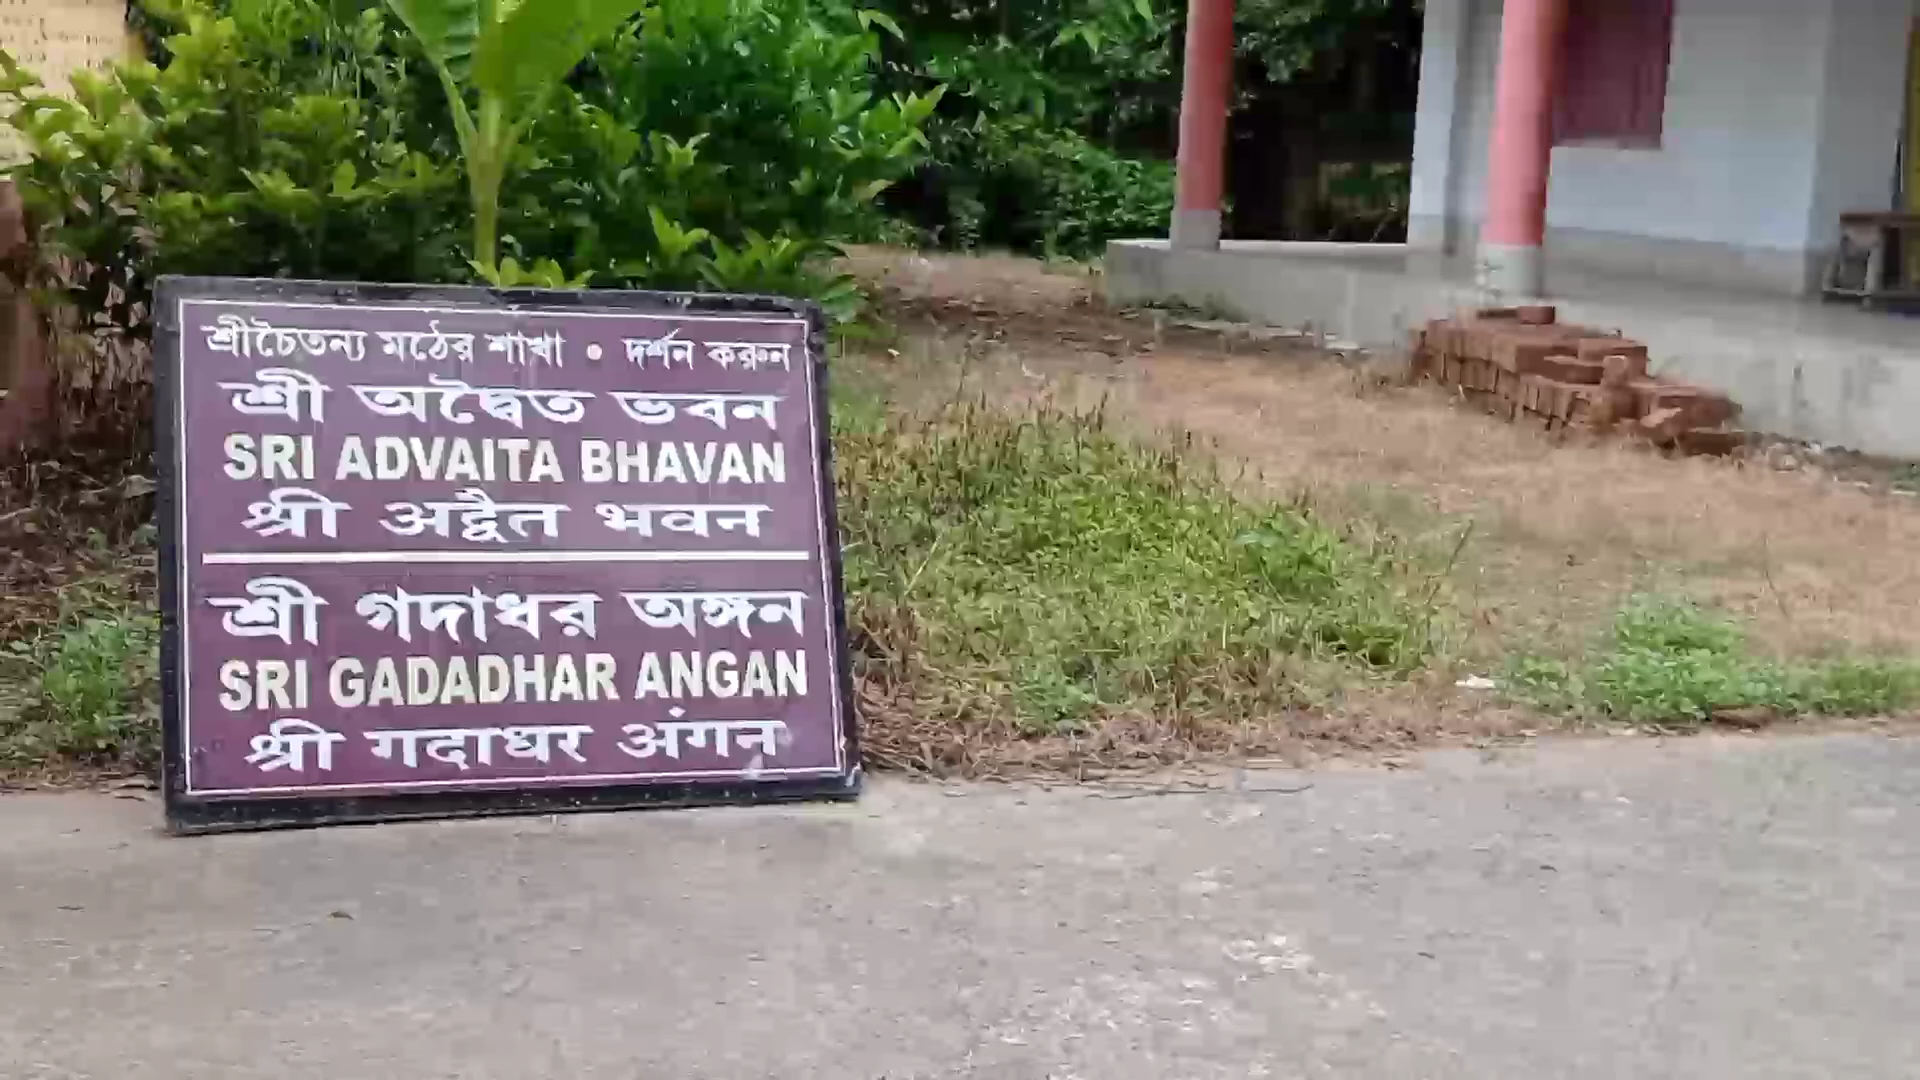 শ্রীচৈতন্য মঠের শাখা • দর্শন করুন
শ্রী অদ্বৈত ভবন
SRI ADVAITA BHAVAN
श्री अद्वैत भवन
শ্রী গদাধর অঙ্গন
SRI GADADHAR ANGAN
श्री गदाधर अंगन